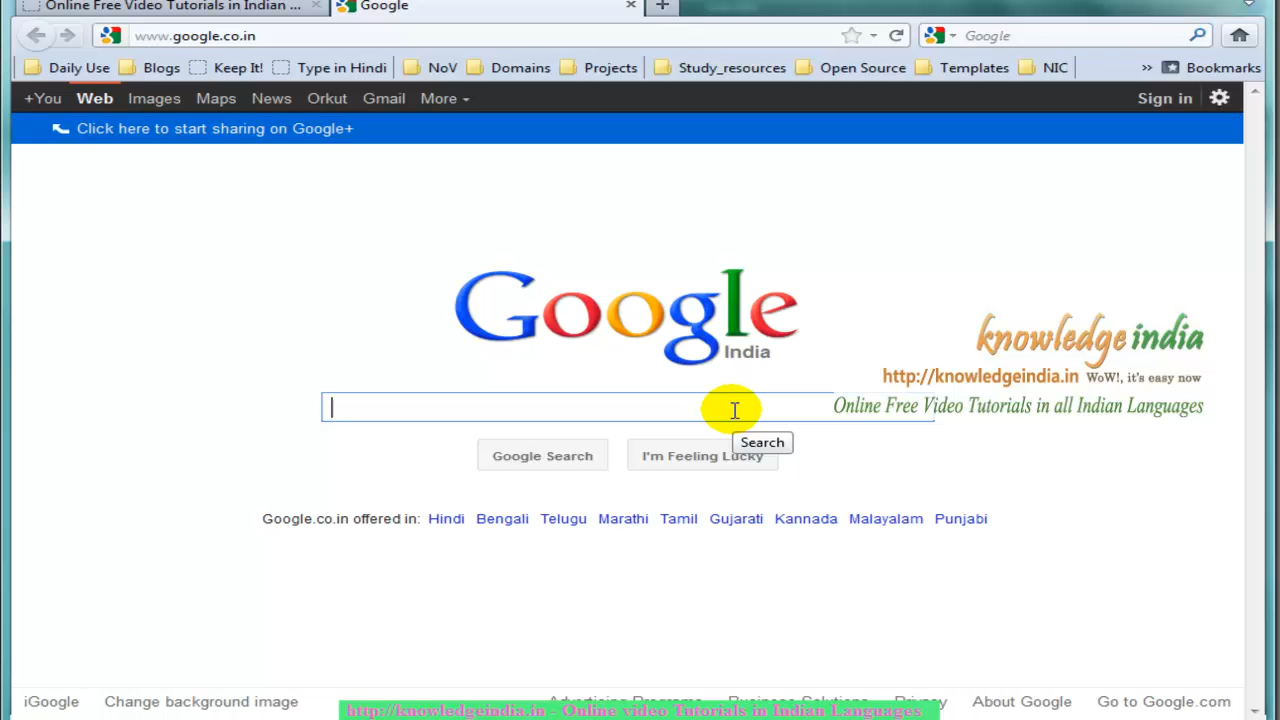 Online Free Video Tutorials in Indian ...
Google
www.google.co.in
Google
Daily Use Blogs Keep It! Type in Hindi NoV Domains Projects Study_resources Open Source Templates NIC » Bookmarks
+You Web Images Maps News Orkut Gmail More Sign in
Click here to start sharing on Google+
Google
India
knowledge india
http://knowledgeindia.in WoW!, it's easy now
Online Free Video Tutorials in all Indian Languages
Search
Google Search I'm Feeling Lucky
Google.co.in offered in: Hindi Bengali Telugu Marathi Tamil Gujarati Kannada Malayalam Punjabi
iGoogle Change background image Advertising Programs Business Solutions Privacy About Google Go to Google.com
http://knowledgeindia.in - Online video Tutorials in Indian Languages